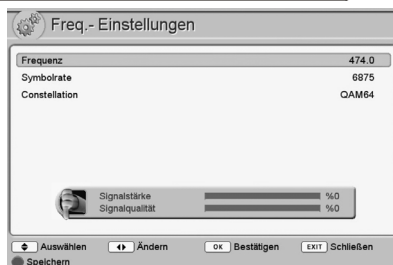 Freq.- Einstellungen
Frequenz 474.0
Symbolrate 6875
Constellation QAM64
Signalstärke %0
Signalqualität %0
Auswählen Ändern OK Bestätigen EXIT Schließen
Speichern